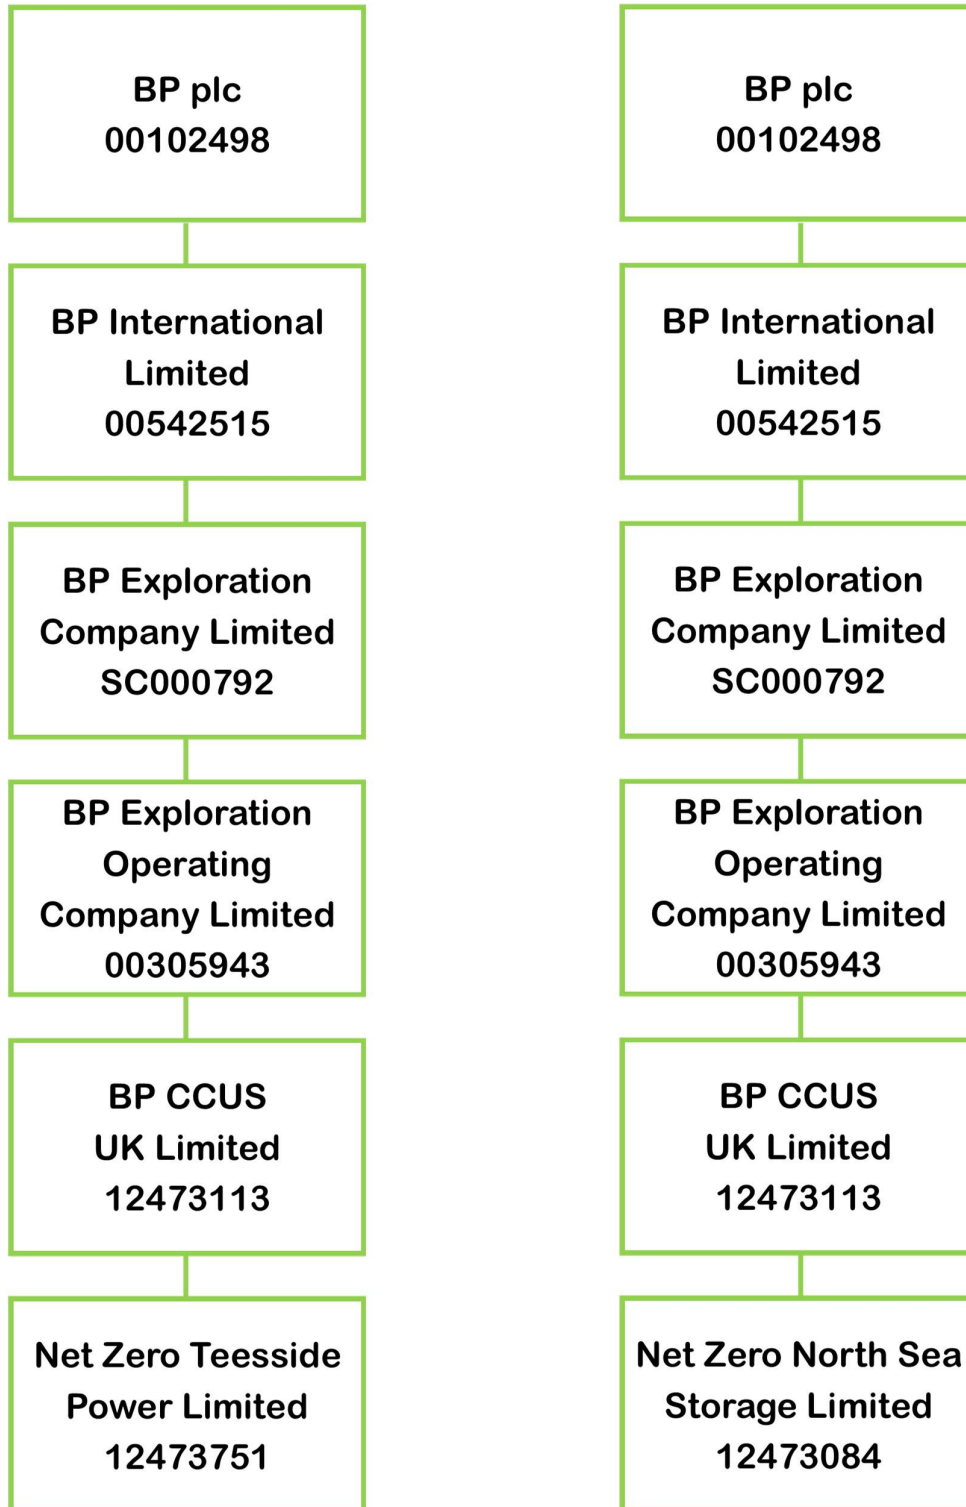 BP plc
00102498
BP International
Limited
00542515
BP Exploration
Company Limited
SC000792
BP Exploration
Operating
Company Limited
00305943
BP CCUS
UK Limited
12473113
Net Zero Teesside
Power Limited
12473751
BP plc
00102498
BP International
Limited
00542515
BP Exploration
Company Limited
SC000792
BP Exploration
Operating
Company Limited
00305943
BP CCUS
UK Limited
12473113
Net Zero North Sea
Storage Limited
12473084